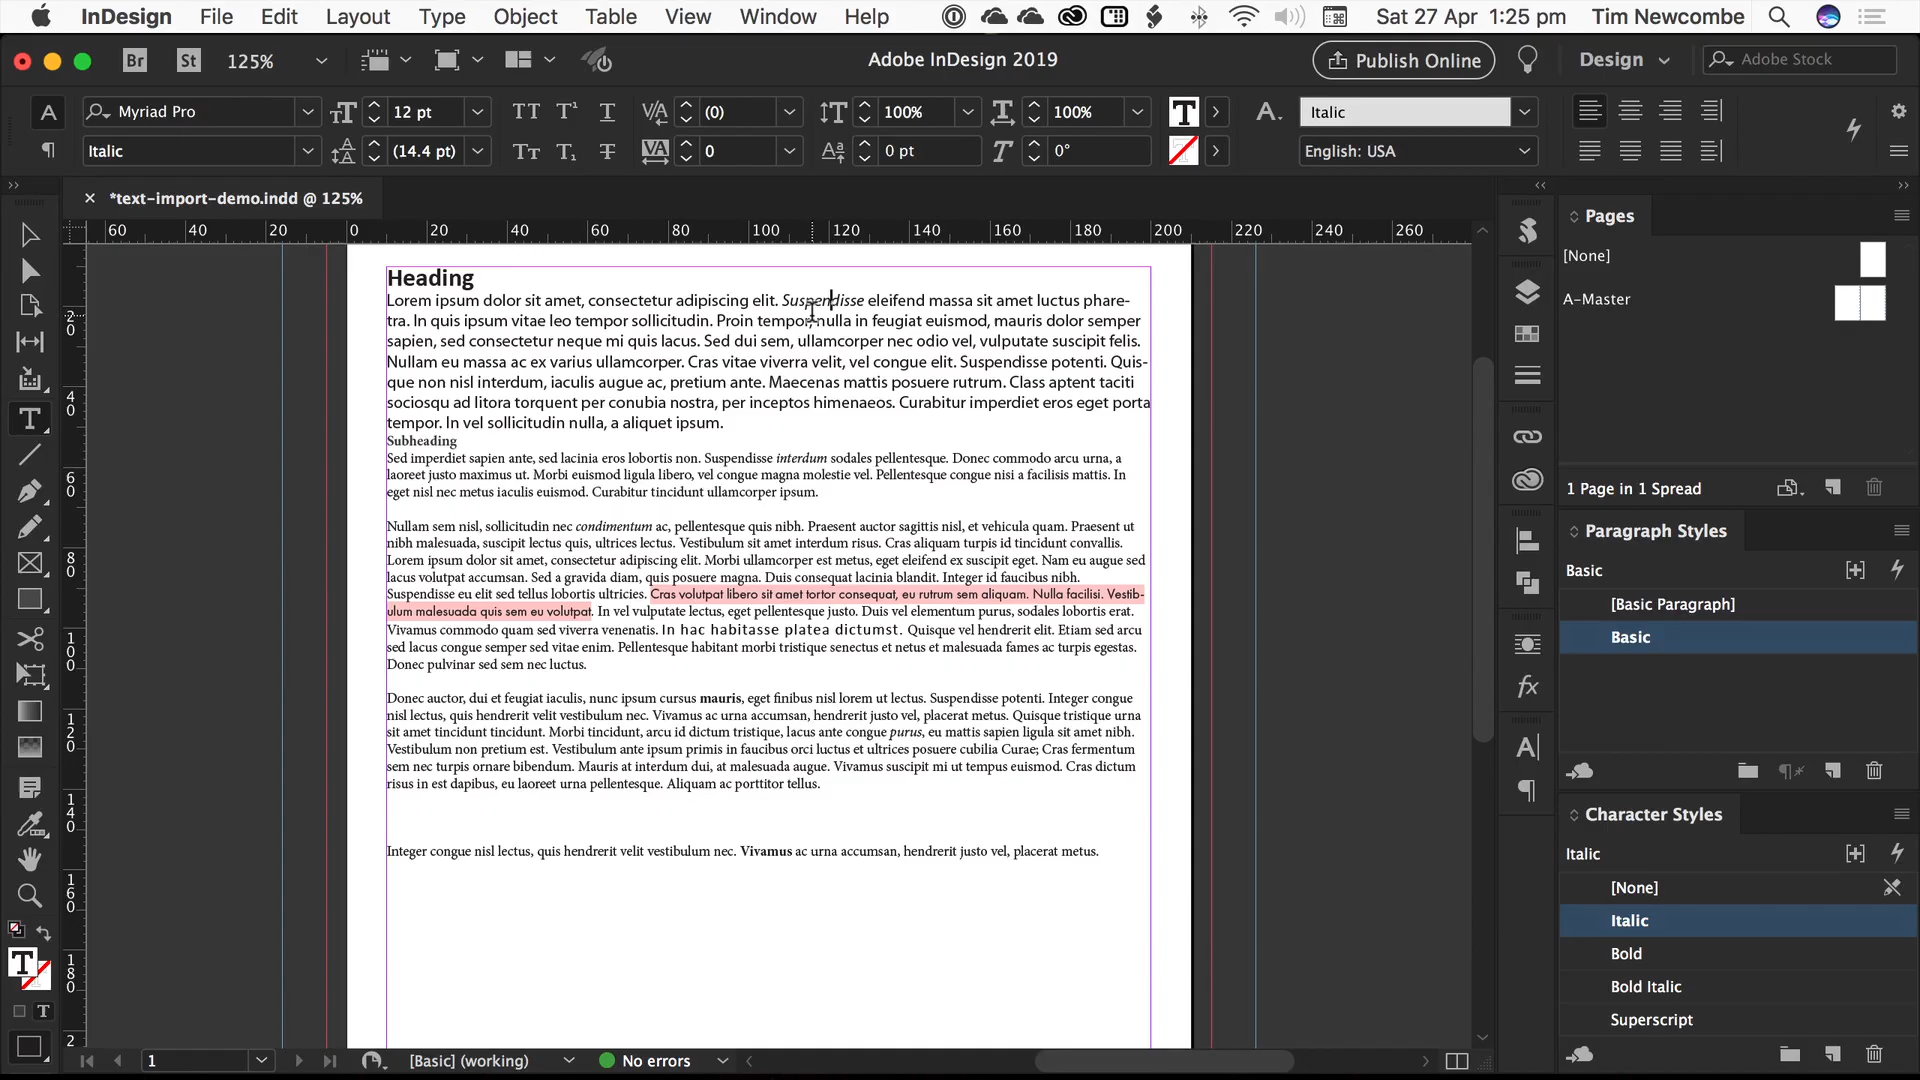 InDesign File Edit Layout Type Object Table View Window Help Sat 27 Apr 1:25 pm Tim Newcombe
Br St 125% Adobe InDesign 2019 Publish Online Design Adobe Stock
A Myriad Pro 12 pt (0) 100% 100% A. Italic
Italic (14.4 pt) 0 0 pt 0° English: USA
*text-import-demo.indd @ 125%
60 40 20 0 20 40 60 80 100 120 140 160 180 200 220 240 260
20
40
60
80
100
120
140
160
180
2
Heading
Lorem ipsum dolor sit amet, consectetur adipiscing elit. Suspendisse eleifend massa sit amet luctus phare-
tra. In quis ipsum vitae leo tempor sollicitudin. Proin tempor, nulla in feugiat euismod, mauris dolor semper
sapien, sed consectetur neque mi quis lacus. Sed dui sem, ullamcorper nec odio vel, vulputate suscipit felis.
Nullam eu massa ac ex varius ullamcorper. Cras vitae viverra velit, vel congue elit. Suspendisse potenti. Quis-
que non nisl interdum, iaculis augue ac, pretium ante. Maecenas mattis posuere rutrum. Class aptent taciti
sociosqu ad litora torquent per conubia nostra, per inceptos himenaeos. Curabitur imperdiet eros eget porta
tempor. In vel sollicitudin nulla, a aliquet ipsum.
Subheading
Sed imperdiet sapien ante, sed lacinia eros lobortis non. Suspendisse interdum sodales pellentesque. Donec commodo arcu urna, a
laoreet justo maximus ut. Morbi euismod ligula libero, vel congue magna molestie vel. Pellentesque congue nisi a facilisis mattis. In
eget nisl nec metus iaculis euismod. Curabitur tincidunt ullamcorper ipsum.
Nullam sem nisl, sollicitudin nec condimentum ac, pellentesque quis nibh. Praesent auctor sagittis nisl, et vehicula quam. Praesent ut
nibh malesuada, suscipit lectus quis, ultrices lectus. Vestibulum sit amet interdum risus. Cras aliquam turpis id tincidunt convallis.
Lorem ipsum dolor sit amet, consectetur adipiscing elit. Morbi ullamcorper est metus, eget eleifend ex suscipit eget. Nam eu augue sed
lacus volutpat accumsan. Sed a gravida diam, quis posuere magna. Duis consequat lacinia blandit. Integer id faucibus nibh.
Suspendisse eu elit sed tellus lobortis ultricies. Cras volutpat libero sit amet tortor consequat, eu rutrum sem aliquam. Nulla facilisi. Vestib-
ulum malesuada quis sem eu volutpat. In vel vulputate lectus, eget pellentesque justo. Duis vel elementum purus, sodales lobortis erat.
Vivamus commodo quam sed viverra venenatis. In hac habitasse platea dictumst. Quisque vel hendrerit elit. Etiam sed arcu
sed lacus congue semper sed vitae enim. Pellentesque habitant morbi tristique senectus et netus et malesuada fames ac turpis egestas.
Donec pulvinar sed sem nec luctus.
Donec auctor, dui et feugiat iaculis, nunc ipsum cursus mauris, eget finibus nisl lorem ut lectus. Suspendisse potenti. Integer congue
nisl lectus, quis hendrerit velit vestibulum nec. Vivamus ac urna accumsan, hendrerit justo vel, placerat metus. Quisque tristique urna
sit amet tincidunt tincidunt. Morbi tincidunt, arcu id dictum tristique, lacus ante congue purus, eu mattis sapien ligula sit amet nibh.
Vestibulum non pretium est. Vestibulum ante ipsum primis in faucibus orci luctus et ultrices posuere cubilia Curae; Cras fermentum
sem nec turpis ornare bibendum. Mauris at interdum dui, at malesuada augue. Vivamus suscipit mi ut tempus euismod. Cras dictum
risus in est dapibus, eu laoreet urna pellentesque. Aliquam ac porttitor tellus.
Integer congue nisl lectus, quis hendrerit velit vestibulum nec. Vivamus ac urna accumsan, hendrerit justo vel, placerat metus.
1 [Basic] (working) No errors
Pages
[None]
A-Master
1 Page in 1 Spread
Paragraph Styles
Basic
[Basic Paragraph]
Basic
Character Styles
Italic
[None]
Italic
Bold
Bold Italic
Superscript